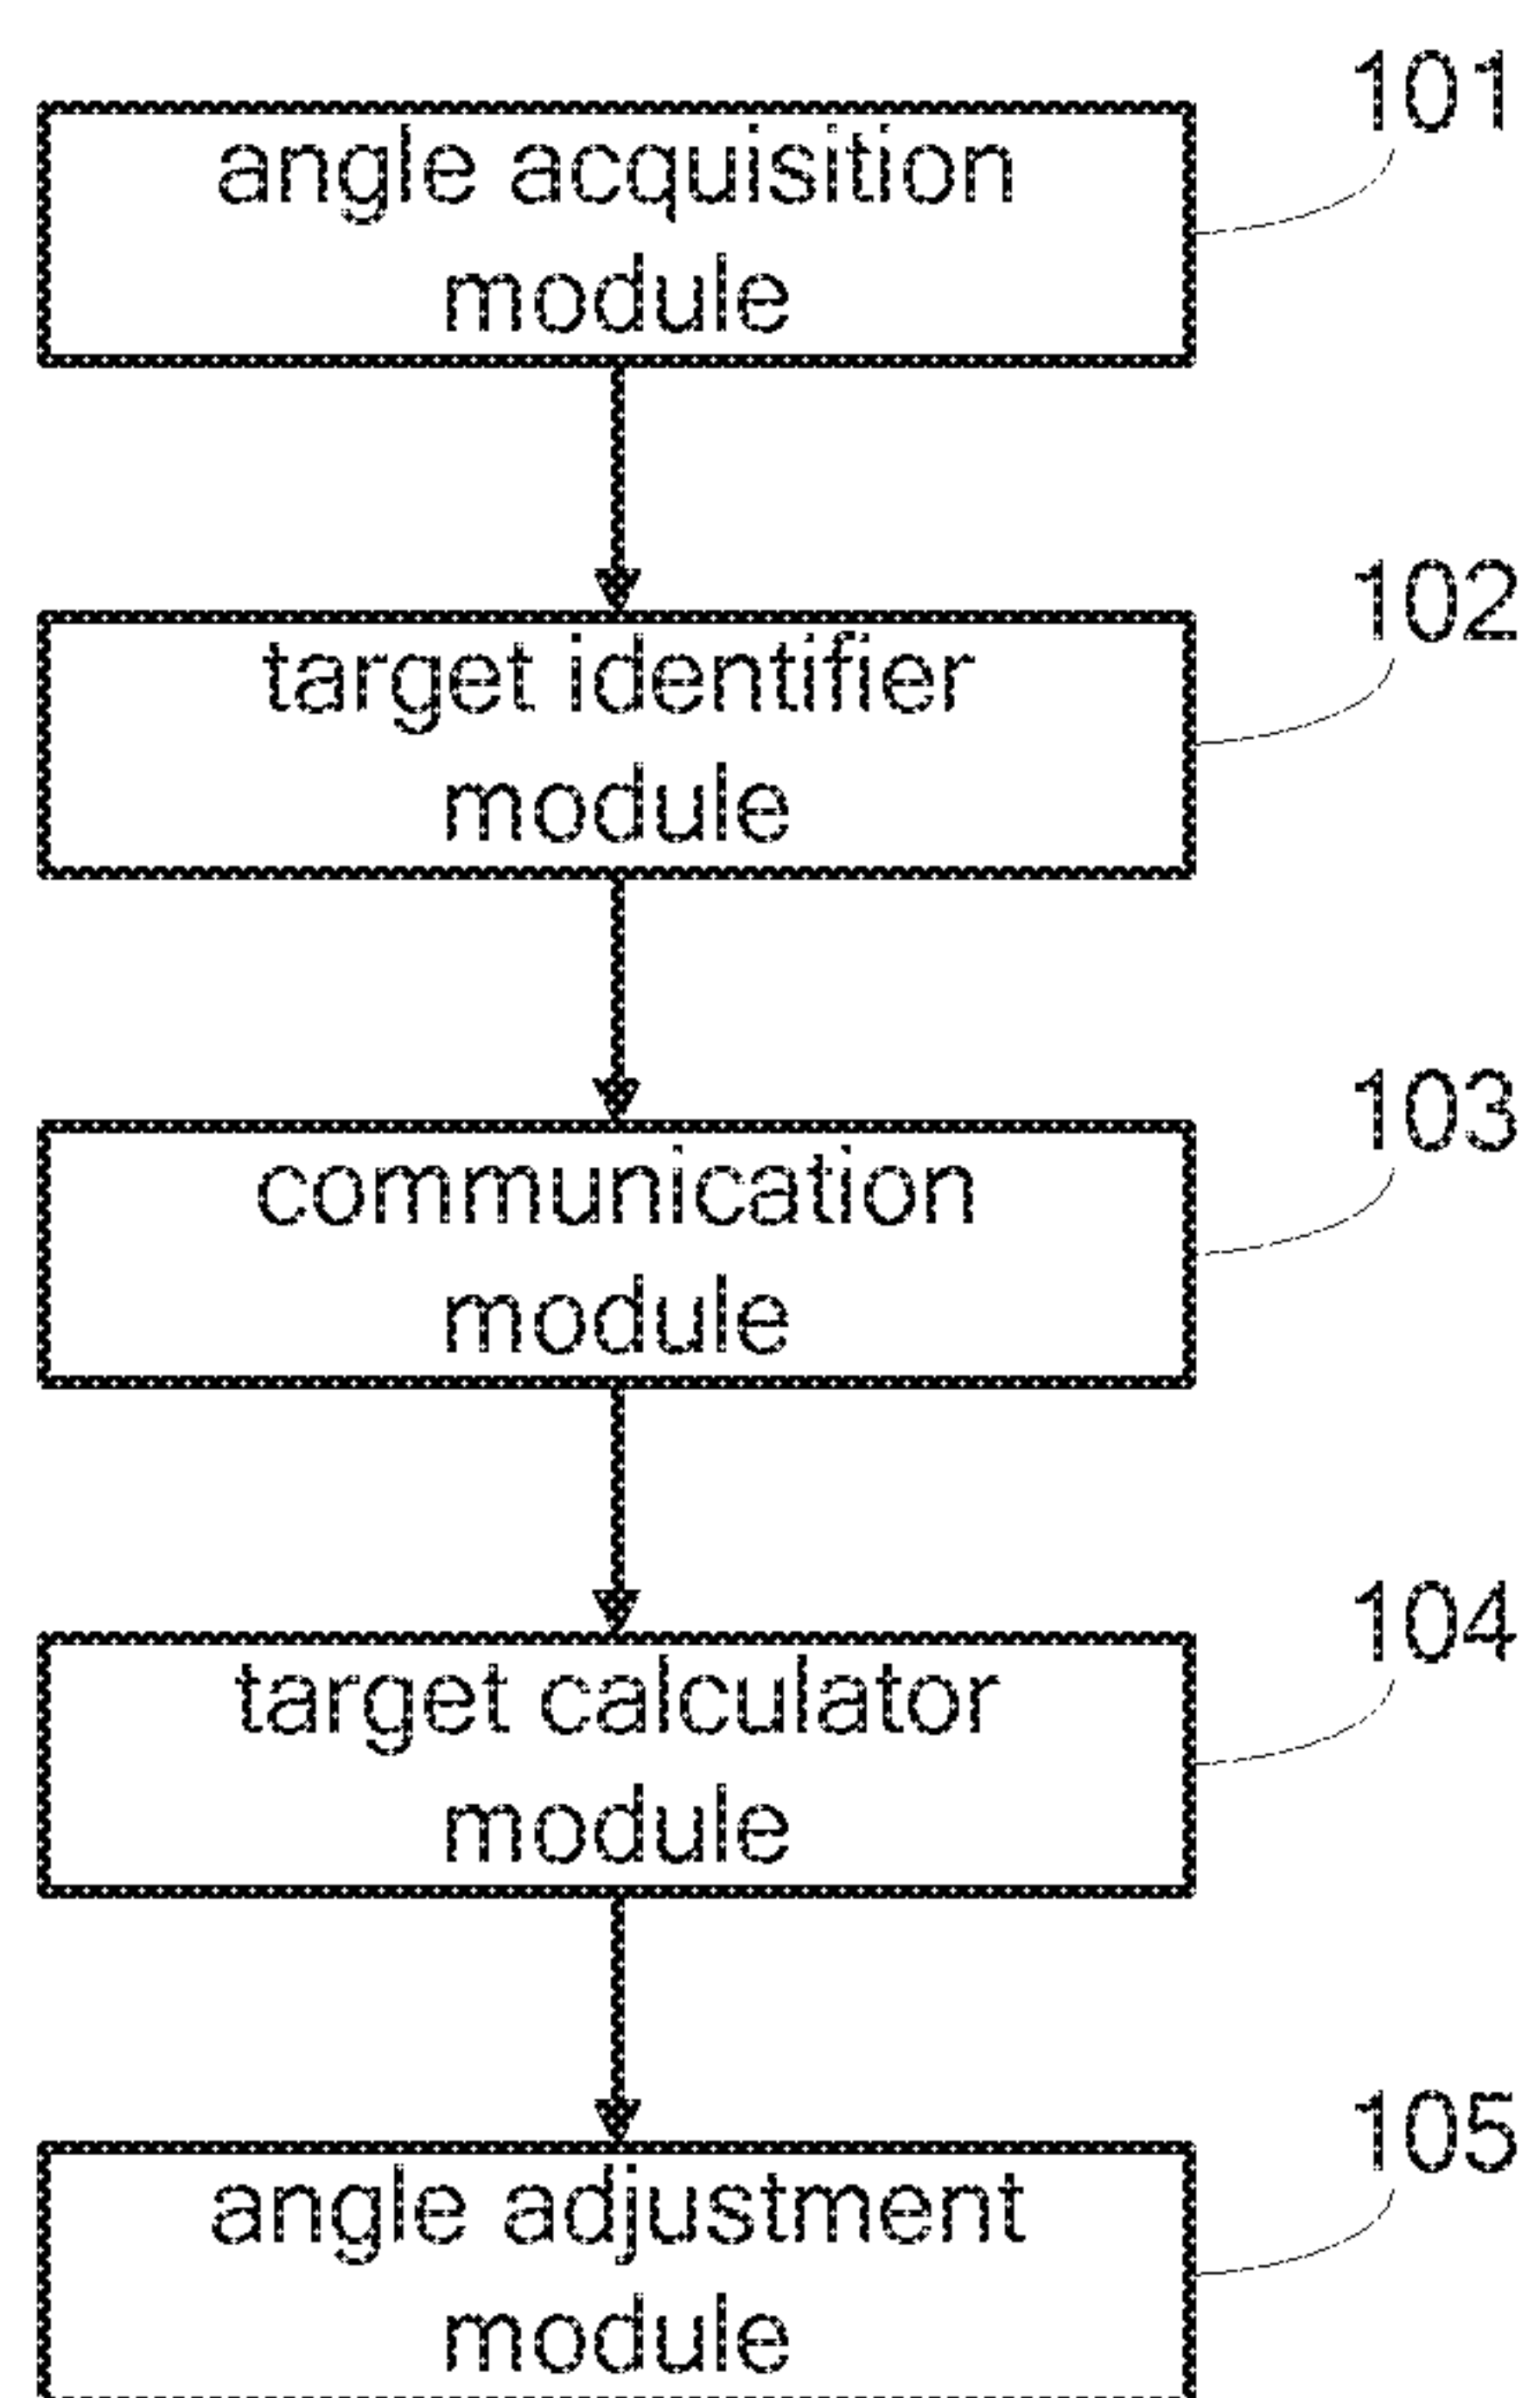 101
angle acquisition
module
102
target identifier
module
103
communication
module
104
target calculator
module
105
angle adjustment
module